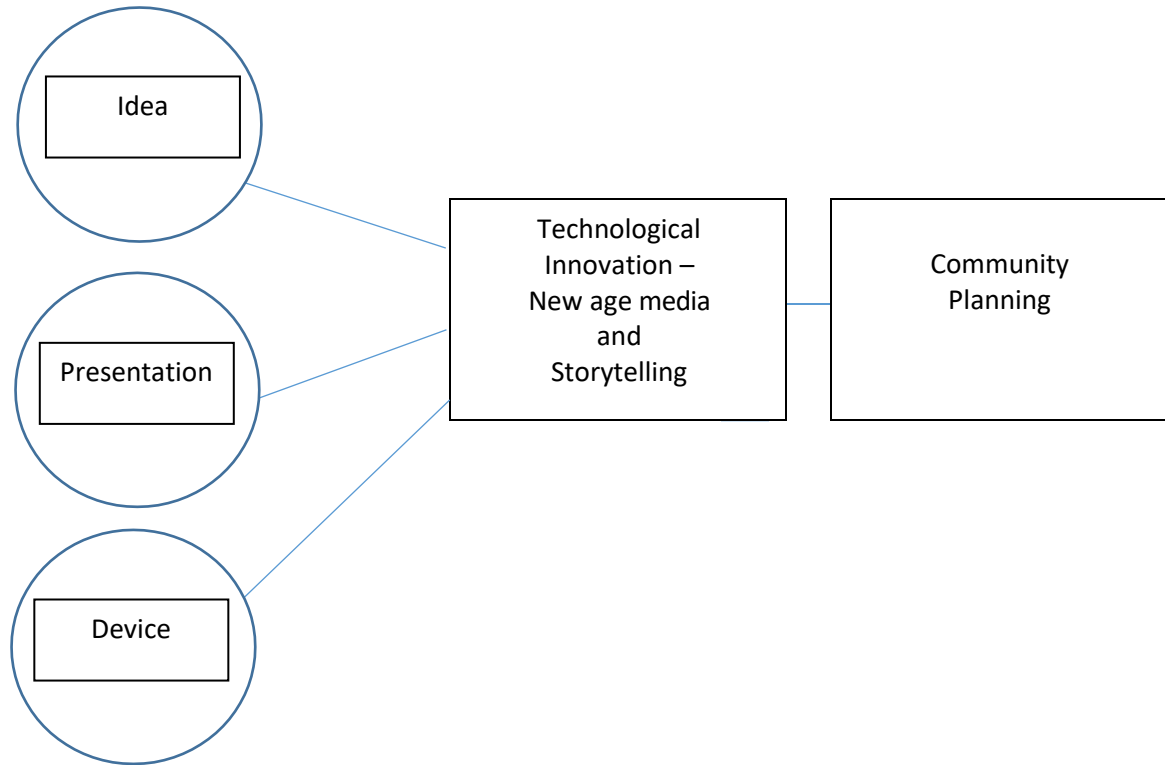 Idea
Presentation
Device
Technological
Innovation –
New age media
and
Storytelling
Community
Planning